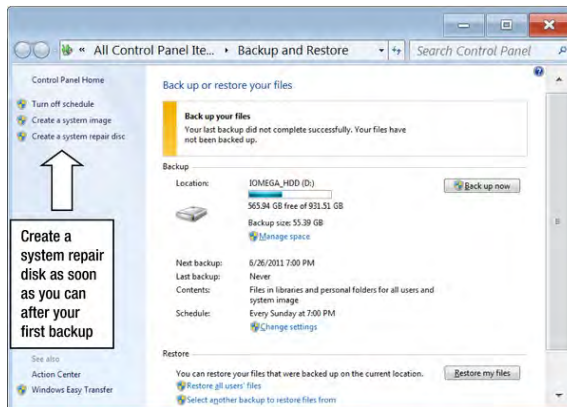 « All Control Panel Ite... ▸ Backup and Restore
Search Control Panel
Control Panel Home
Turn off schedule
Create a system image
Create a system repair disc
Create a
system repair
disk as soon
as you can
after your
first backup
See also
Action Center
Windows Easy Transfer
Back up or restore your files
Back up your files
Your last backup did not complete successfully. Your files have
not been backed up.
Backup
Location:
IOMEGA_HDD (D:)
565.94 GB free of 931.51 GB
Backup size: 55.39 GB
Manage space
Back up now
Next backup: 6/26/2011 7:00 PM
Last backup: Never
Contents: Files in libraries and personal folders for all users and
system image
Schedule: Every Sunday at 7:00 PM
Change settings
Restore
You can restore your files that were backed up on the current location.
Restore my files
Restore all users' files
Select another backup to restore files from